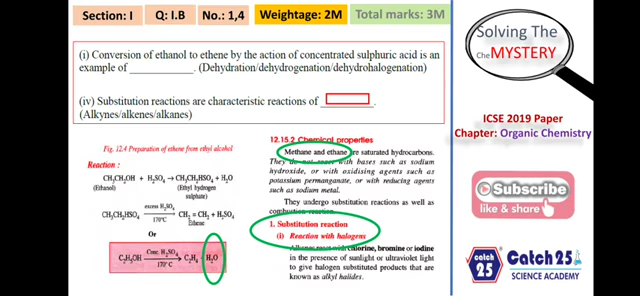 Section: I
Q: I.B
No.: 1,4
Weightage: 2M
Total marks: 3M
(i) Conversion of ethanol to ethene by the action of concentrated sulphuric acid is an
example of ____________. (Dehydration/dehydrogenation/dehydrohalogenation)
(iv) Substitution reactions are characteristic reactions of ________.
(Alkynes/alkenes/alkanes)
Fig. 12.4 Preparation of ethene from ethyl alcohol
Reaction :
CH₃CH₂OH + H₂SO₄ → CH₃CH₂HSO₄ + H₂O
(Ethanol) (Ethyl hydrogen
sulphate)
CH₃CH₂HSO₄ excess H₂SO₄ 170°C CH₂ = CH₂ + H₂SO₄
Ethene
Or
C₂H₅OH Conc. H₂SO₄ 170°C C₂H₄ + H₂O
12.15.2 Chemical properties
Methane and ethane are saturated hydrocarbons.
They do not react with bases such as sodium
hydroxide, or with oxidising agents such as
potassium permanganate, or with reducing agents
such as sodium metal.
They undergo substitution reactions as well as
combustion reaction.
1. Substitution reaction
(i) Reaction with halogens
Alkanes react with chlorine, bromine or iodine
in the presence of sunlight or ultraviolet light
to give halogen substituted products that are
known as alkyl halides.
Solving The
CheMYSTERY
ICSE 2019 Paper
Chapter: Organic Chemistry
Subscribe
like & share
catch
25
Catch 25
SCIENCE ACADEMY